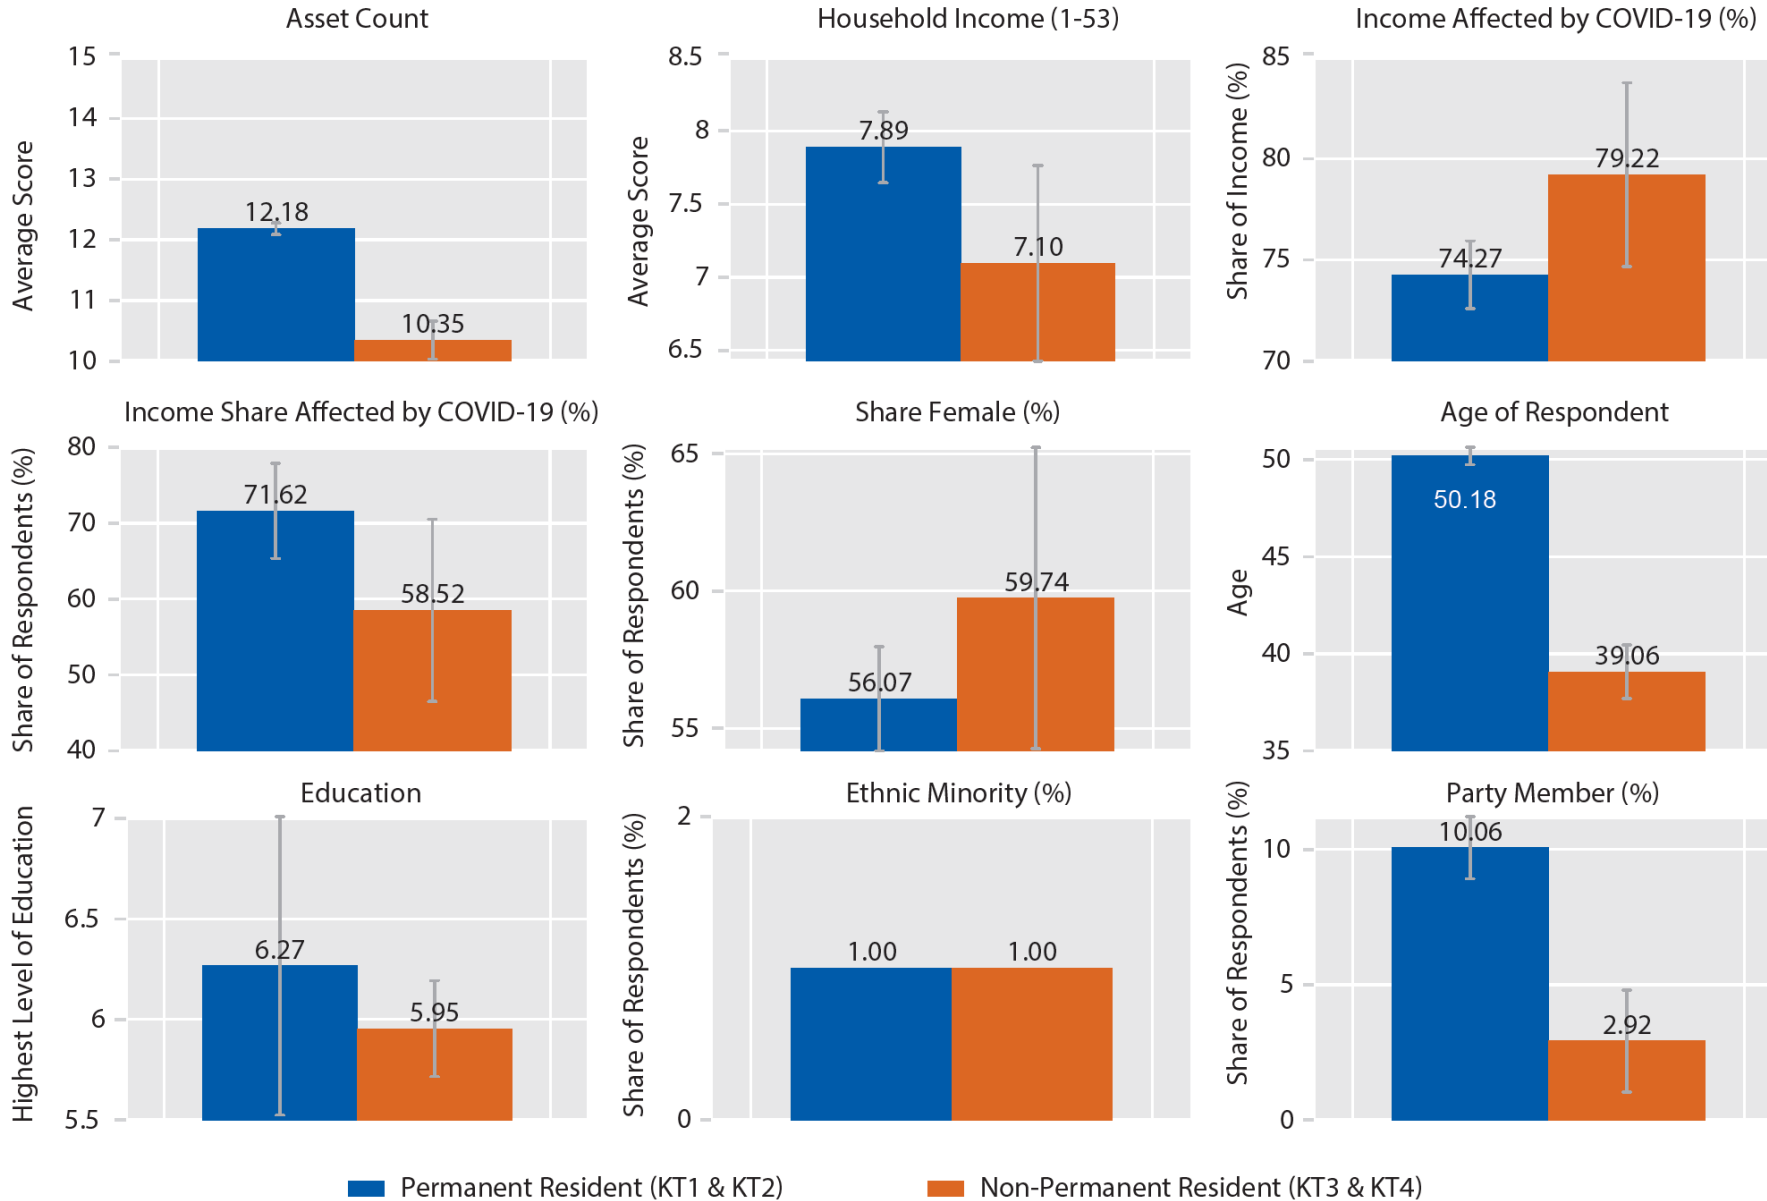 Asset Count
Average Score
15
14
13
12
11
10
12.18
10.35
Household Income (1-53)
Average Score
8.5
8
7.5
7
6.5
7.89
7.10
Income Affected by COVID-19 (%)
Share of Income (%)
85
80
75
70
74.27
79.22
Income Share Affected by COVID-19 (%)
Share of Respondents (%)
80
70
60
50
40
71.62
58.52
Share Female (%)
Share of Respondents (%)
65
60
55
56.07
59.74
Age of Respondent
Age
50
45
40
35
50.18
39.06
Education
Highest Level of Education
7
6.5
6
5.5
6.27
5.95
Ethnic Minority (%)
Share of Respondents (%)
2
0
1.00
1.00
Party Member (%)
Share of Respondents (%)
10
5
0
10.06
2.92
Permanent Resident (KT1 & KT2)
Non-Permanent Resident (KT3 & KT4)